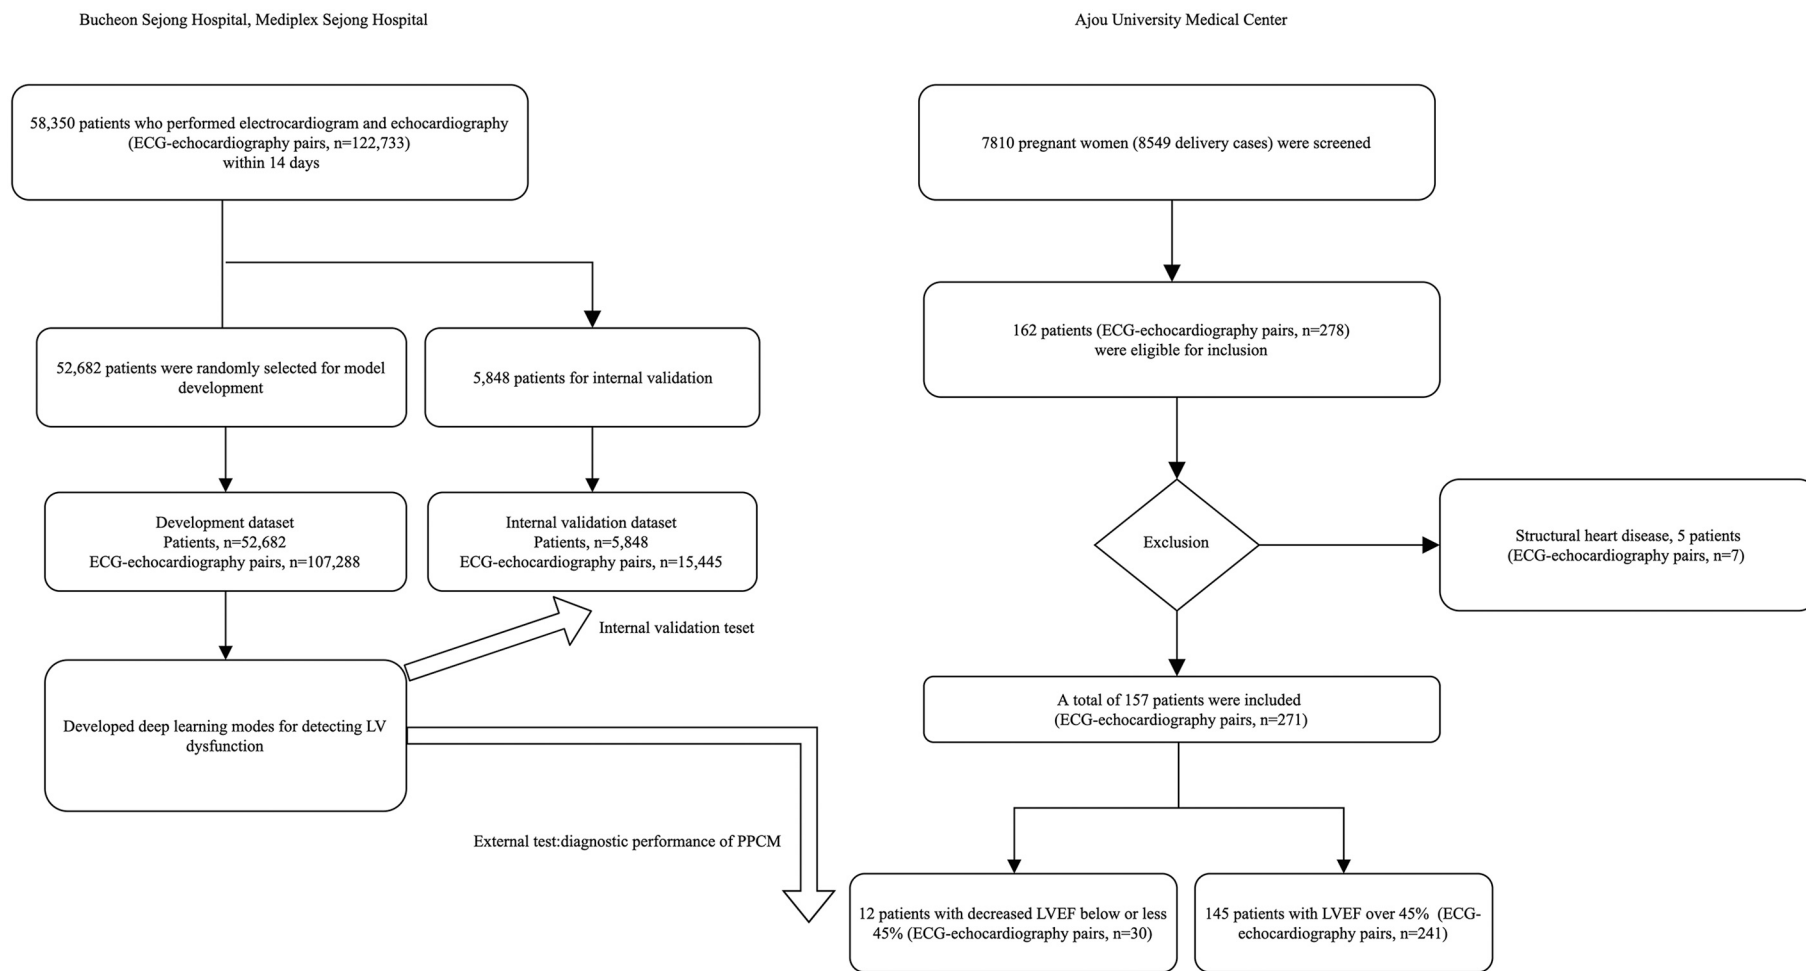 Bucheon Sejong Hospital, Mediplex Sejong Hospital
58,350 patients who performed electrocardiogram and echocardiography
(ECG-echocardiography pairs, n=122,733)
within 14 days
52,682 patients were randomly selected for model
development
5,848 patients for internal validation
Development dataset
Patients, n=52,682
ECG-echocardiography pairs, n=107,288
Internal validation dataset
Patients, n=5,848
ECG-echocardiography pairs, n=15,445
Internal validation teset
Developed deep learning modes for detecting LV
dysfunction
External test:diagnostic performance of PPCM
Ajou University Medical Center
7810 pregnant women (8549 delivery cases) were screened
162 patients (ECG-echocardiography pairs, n=278)
were eligible for inclusion
Exclusion
Structural heart disease, 5 patients
(ECG-echocardiography pairs, n=7)
A total of 157 patients were included
(ECG-echocardiography pairs, n=271)
12 patients with decreased LVEF below or less
45% (ECG-echocardiography pairs, n=30)
145 patients with LVEF over 45% (ECG-
echocardiography pairs, n=241)